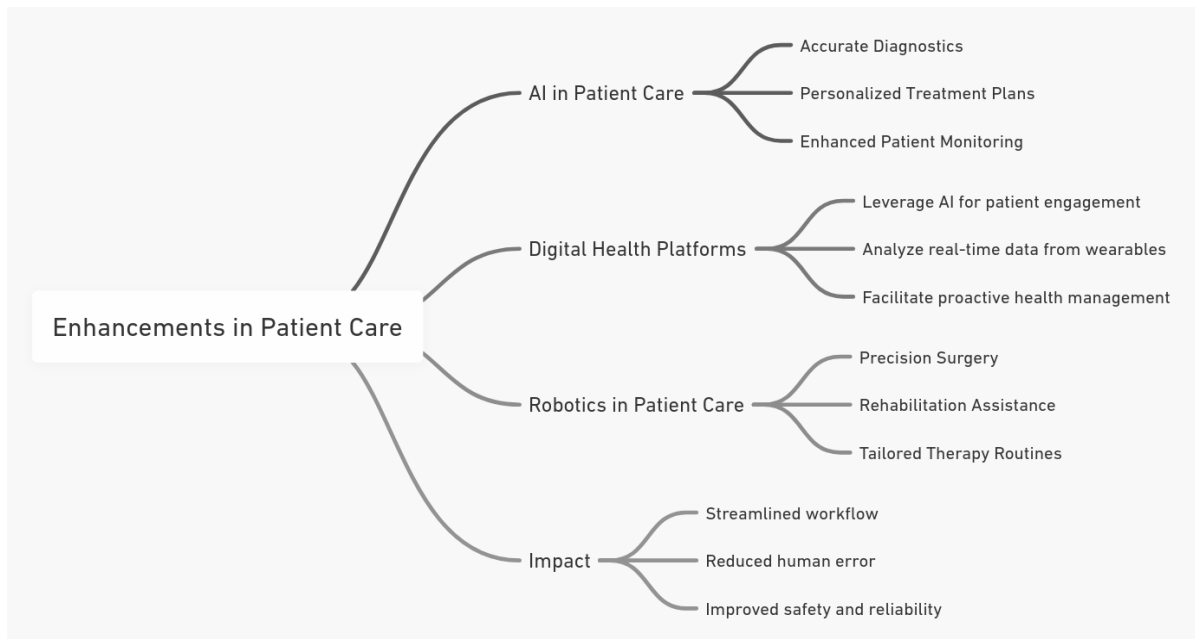 Enhancements in Patient Care
AI in Patient Care
Accurate Diagnostics
Personalized Treatment Plans
Enhanced Patient Monitoring
Digital Health Platforms
Leverage AI for patient engagement
Analyze real-time data from wearables
Facilitate proactive health management
Robotics in Patient Care
Precision Surgery
Rehabilitation Assistance
Tailored Therapy Routines
Impact
Streamlined workflow
Reduced human error
Improved safety and reliability